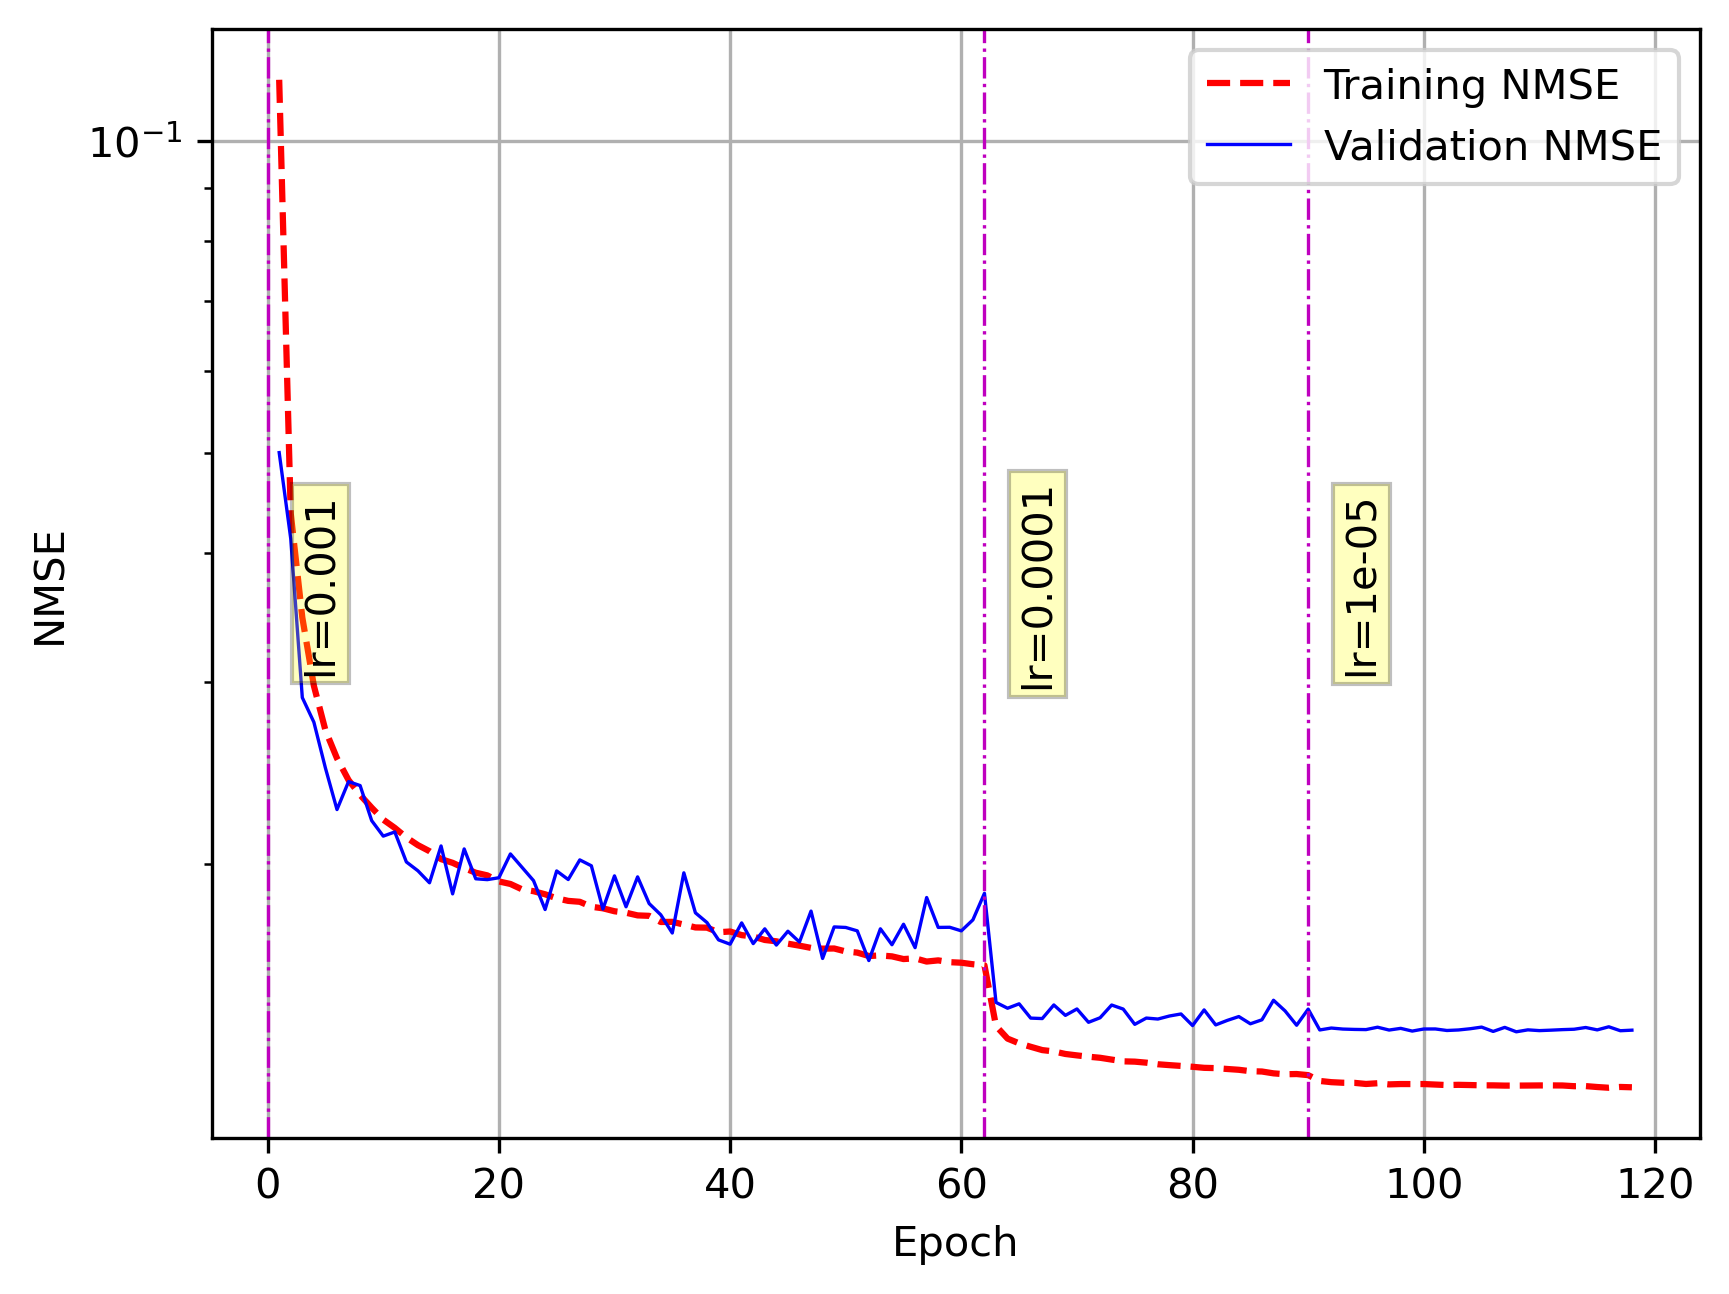 Training NMSE
Validation NMSE
10⁻¹
NMSE
lr=0.001
lr=0.0001
lr=1e-05
0 20 40 60 80 100 120
Epoch